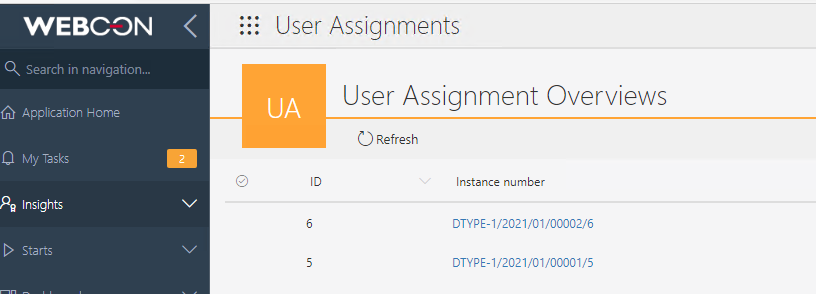 WEBCON
User Assignments
Search in navigation...
UA
User Assignment Overviews
Application Home
Refresh
My Tasks
2
ID
Instance number
Insights
6
DTYPE-1/2021/01/00002/6
Starts
5
DTYPE-1/2021/01/00001/5